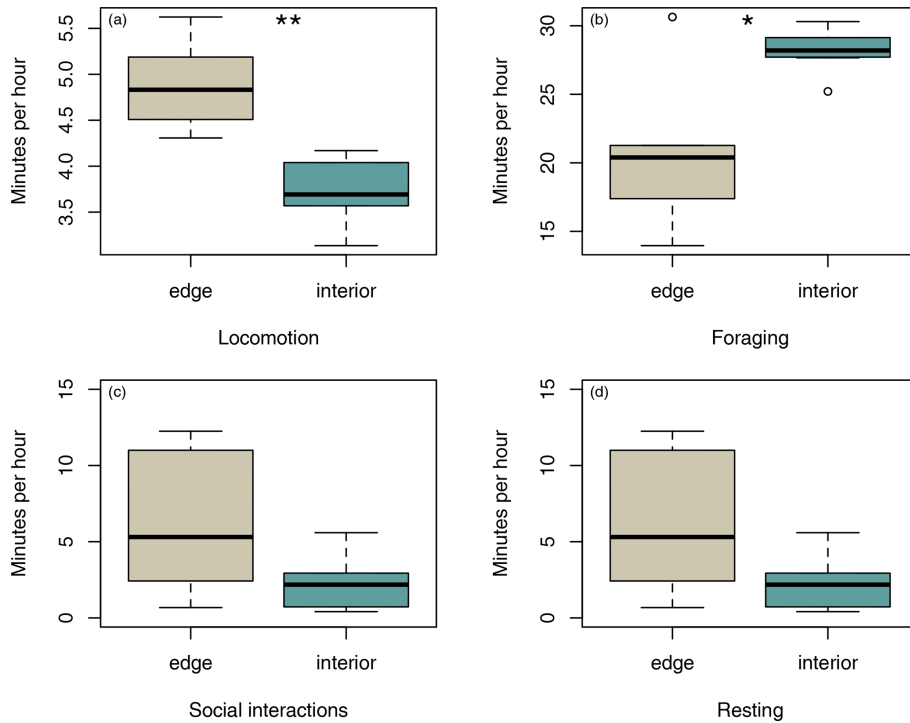 (a)
**
Minutes per hour
5.5
5.0
4.5
4.0
3.5
edge interior
Locomotion
(b)
*
Minutes per hour
30
25
20
15
edge interior
Foraging
(c)
Minutes per hour
15
10
5
0
edge interior
Social interactions
(d)
Minutes per hour
15
10
5
0
edge interior
Resting